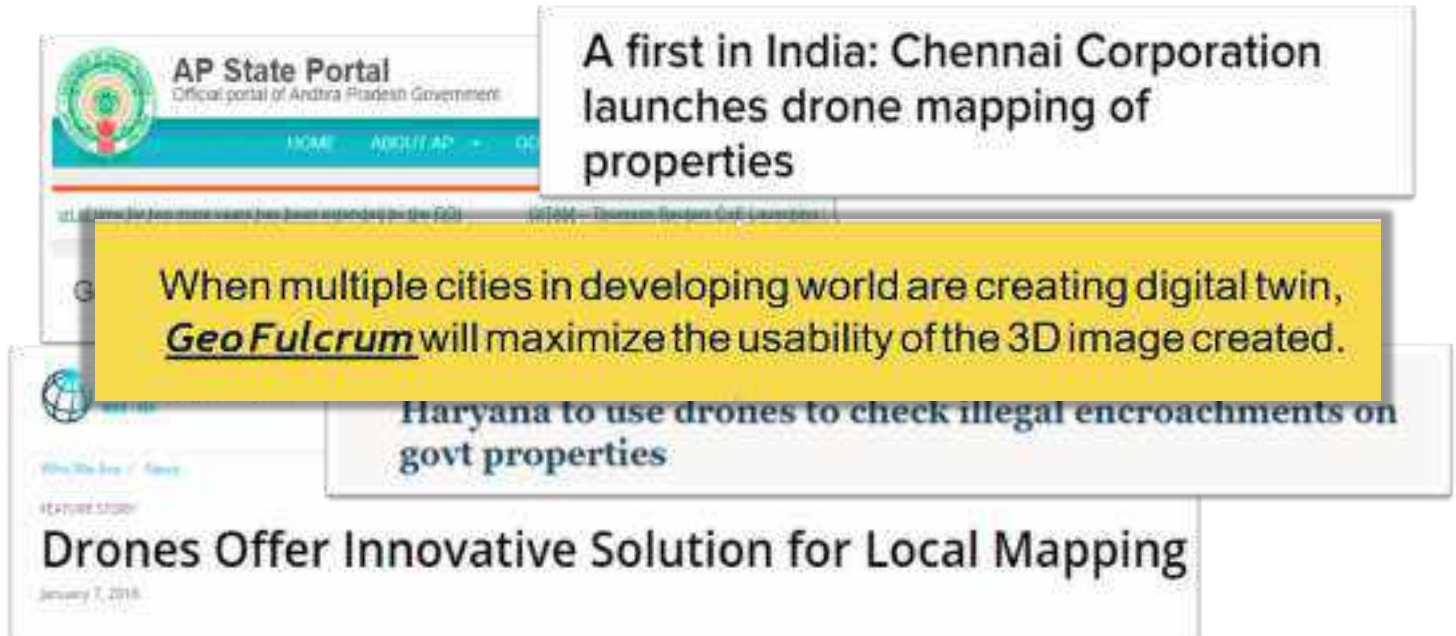 AP State Portal
Official portal of Andhra Pradesh Government
HOME ABOUT AP
A first in India: Chennai Corporation
launches drone mapping of
properties
When multiple cities in developing world are creating digital twin,
GeoFulcrum will maximize the usability of the 3D image created.
Haryana to use drones to check illegal encroachments on
govt properties
Who We Are / News
FEATURE STORY
Drones Offer Innovative Solution for Local Mapping
January 7, 2016